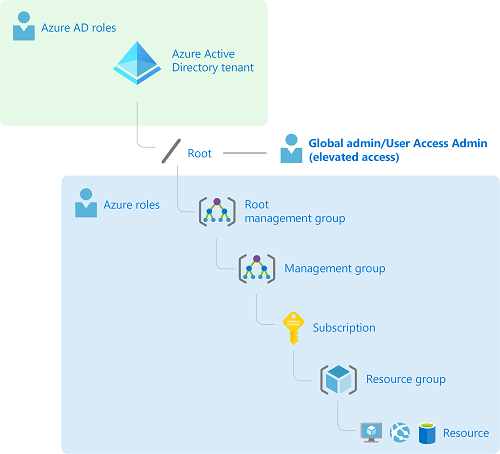 Azure AD roles
Azure Active
Directory tenant
Root
Global admin/User Access Admin
(elevated access)
Azure roles
Root
management group
Management group
Subscription
Resource group
Resource